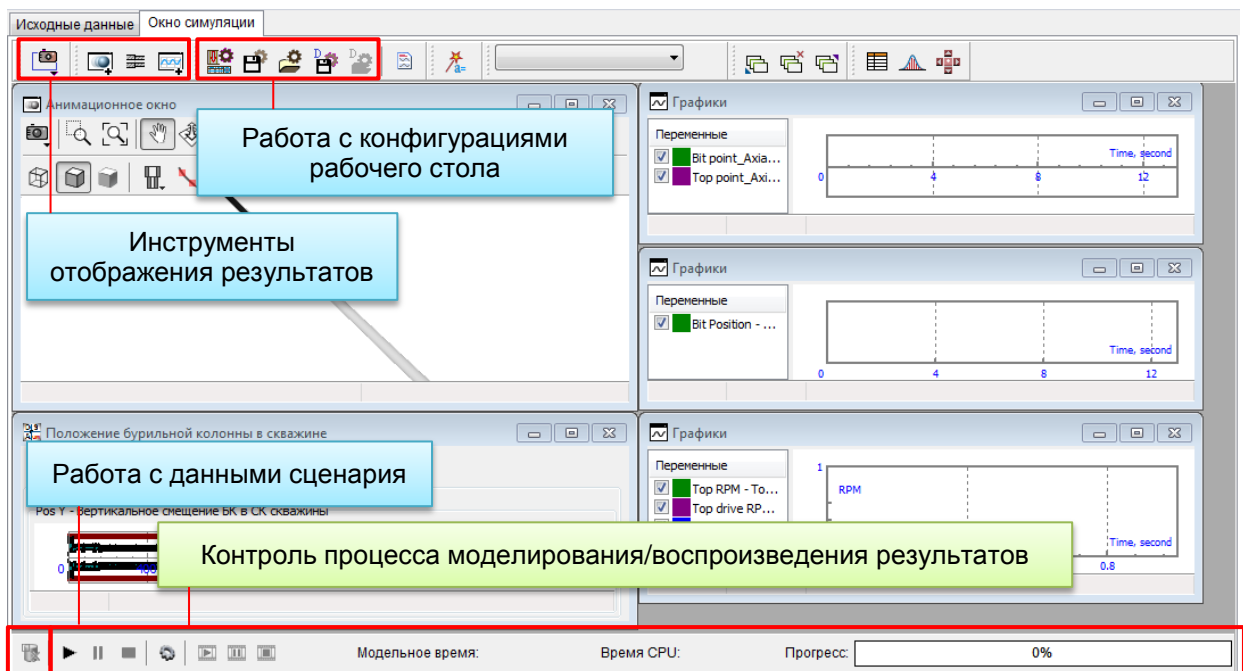 Исходные данные
Окно симуляции
a=
D
D
Анимационное окно
Графики
Работа с конфигурациями
рабочего стола
Переменные
Bit point_Axia...
Top point_Axi...
Time, second
0
4
8
12
Инструменты
отображения результатов
Графики
Переменные
Bit Position - ...
Time, second
0
4
8
12
Положение бурильной колонны в скважине
Графики
Работа с данными сценария
Переменные
Top RPM - To...
Top drive RP...
1
RPM
Time, second
0.8
Pos Y - Вертикальное смещение БК в СК скважины
0
Контроль процесса моделирования/воспроизведения результатов
Модельное время:
Время CPU:
Прогресс:
0%